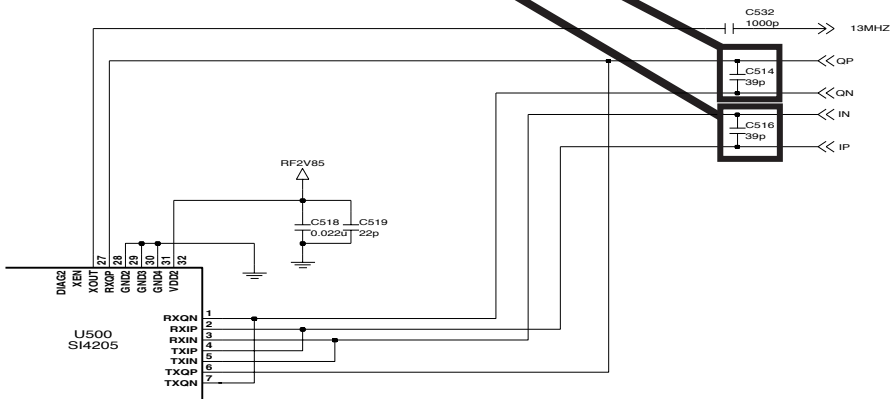 C532
1000p
13MHZ
QP
C514
39p
QN
IN
C516
39p
IP
RF2V85
C518
0.022u
C519
22p
DIAG2
XEN
XOUT
27
RXQP
28
GND2
29
GND3
30
GND4
31
VDD2
32
U500
SI4205
RXQN 1
RXIP 2
RXIN 3
TXIP 4
TXIN 5
TXQP 6
TXQN 7